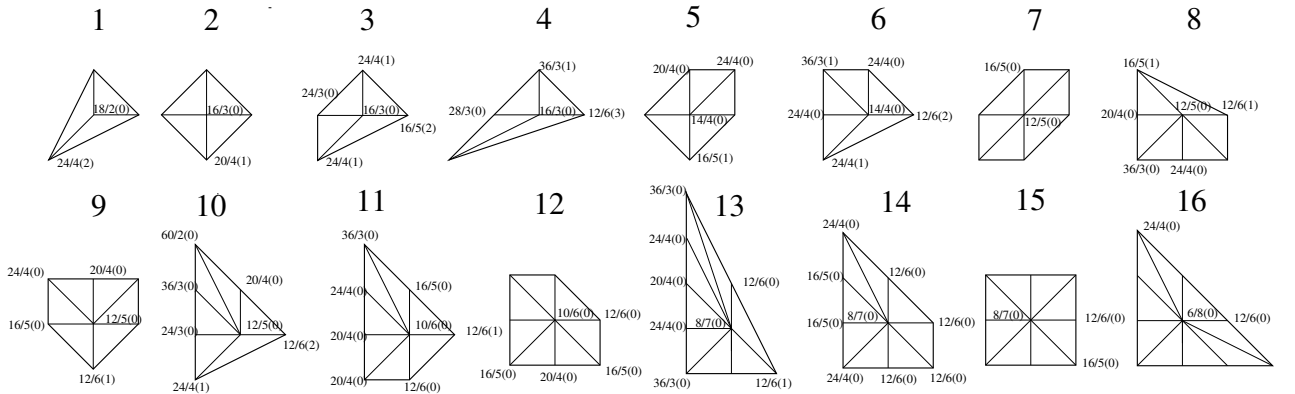 1 2 3 4 5 6 7 8
24/4(1) 36/3(1) 20/4(0) 24/4(0) 36/3(1) 24/4(0) 16/5(0) 16/5(1)
18/2(0) 16/3(0) 24/3(0) 16/3(0) 28/3(0) 16/3(0) 12/6(3) 14/4(0) 24/4(0) 14/4(0) 12/6(2) 12/5(0) 20/4(0) 12/5(0) 12/6(1)
16/5(2)
24/4(2) 20/4(1) 24/4(1) 16/5(1) 24/4(1) 36/3(0) 24/4(0)
9 10 11 12 13 14 15 16
60/2(0) 36/3(0) 36/3(0) 24/4(0) 24/4(0)
24/4(0) 20/4(0) 36/3(0) 20/4(0) 24/4(0) 16/5(0) 24/4(0) 20/4(0) 12/6(0) 16/5(0) 12/6(0)
16/5(0) 12/5(0) 24/3(0) 12/5(0) 12/6(2) 20/4(0) 10/6(0) 12/6(1) 10/6(0) 12/6(0) 24/4(0) 8/7(0) 16/5(0) 8/7(0) 12/6(0) 8/7(0) 12/6(0) 6/8(0) 12/6(0)
12/6(1) 24/4(1) 20/4(0) 12/6(0) 16/5(0) 20/4(0) 16/5(0) 36/3(0) 12/6(1) 24/4(0) 12/6(0) 12/6(0) 16/5(0)